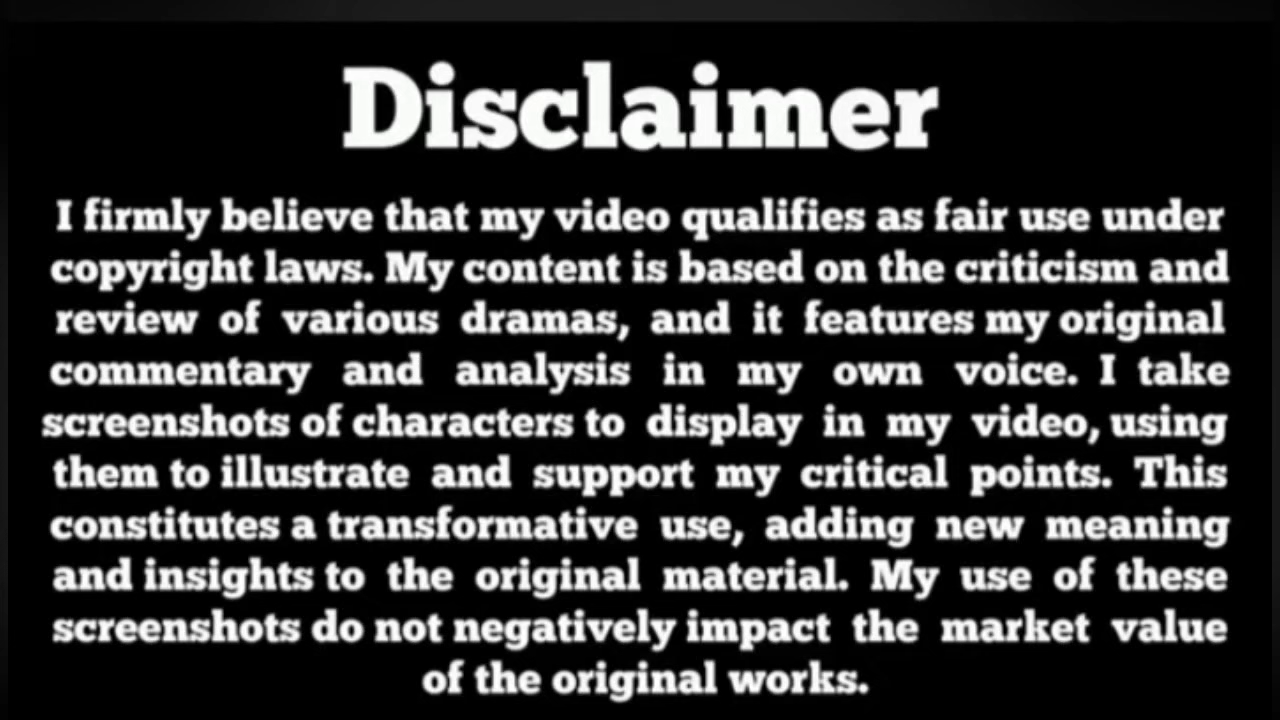 Disclaimer
I firmly believe that my video qualifies as fair use under
copyright laws. My content is based on the criticism and
review of various dramas, and it features my original
commentary and analysis in my own voice. I take
screenshots of characters to display in my video, using
them to illustrate and support my critical points. This
constitutes a transformative use, adding new meaning
and insights to the original material. My use of these
screenshots do not negatively impact the market value
of the original works.